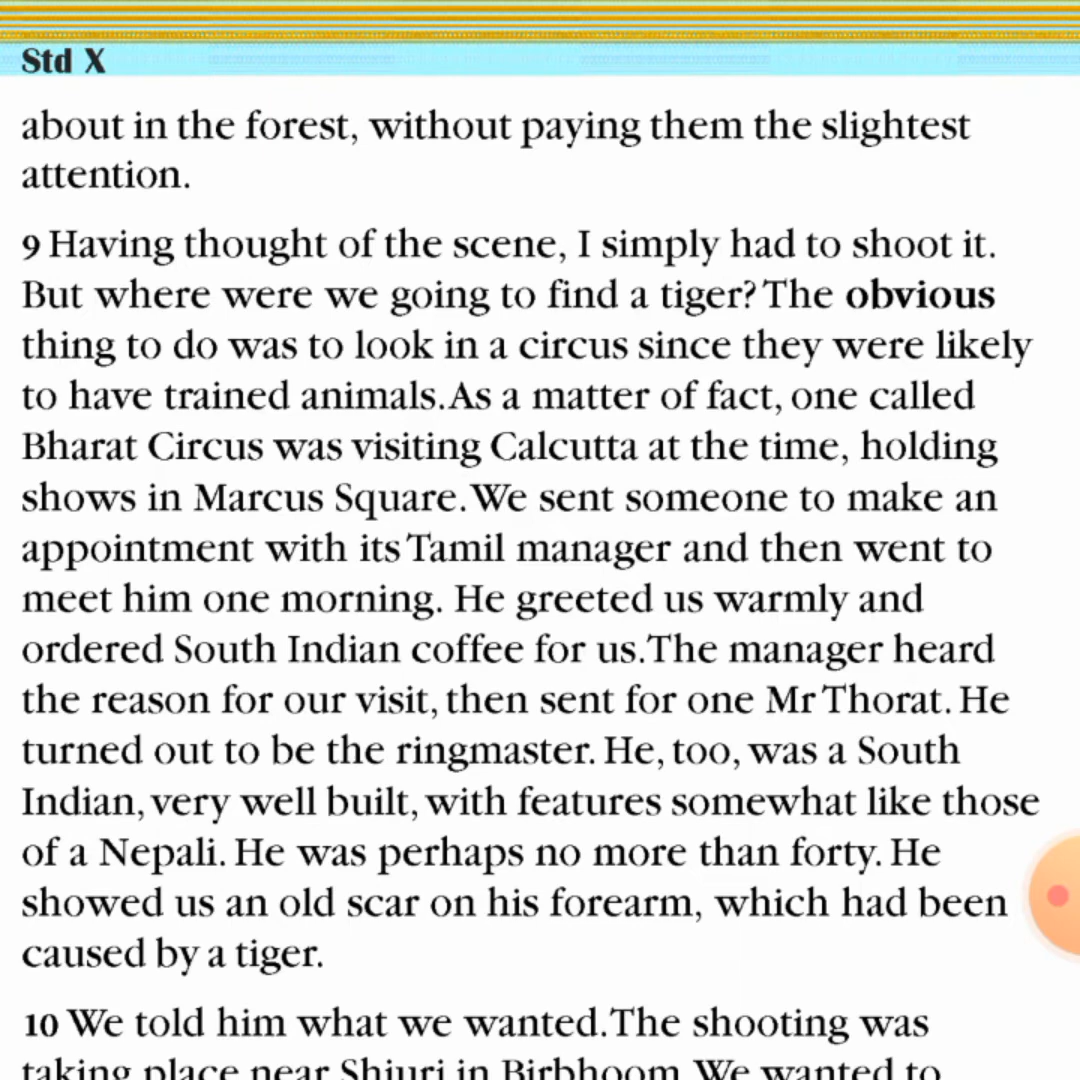 Std X
about in the forest, without paying them the slightest
attention.
9 Having thought of the scene, I simply had to shoot it.
But where were we going to find a tiger? The obvious
thing to do was to look in a circus since they were likely
to have trained animals. As a matter of fact, one called
Bharat Circus was visiting Calcutta at the time, holding
shows in Marcus Square. We sent someone to make an
appointment with its Tamil manager and then went to
meet him one morning. He greeted us warmly and
ordered South Indian coffee for us. The manager heard
the reason for our visit, then sent for one Mr Thorat. He
turned out to be the ringmaster. He, too, was a South
Indian, very well built, with features somewhat like those
of a Nepali. He was perhaps no more than forty. He
showed us an old scar on his forearm, which had been
caused by a tiger.
10 We told him what we wanted. The shooting was
taking place near Shiuri in Birbhoom. We wanted to